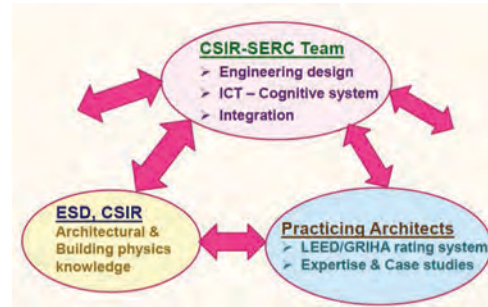 CSIR-SERC Team
➢ Engineering design
➢ ICT – Cognitive system
➢ Integration
ESD, CSIR
Architectural &
Building physics
knowledge
Practicing Architects
➢ LEED/GRIHA rating system
➢ Expertise & Case studies